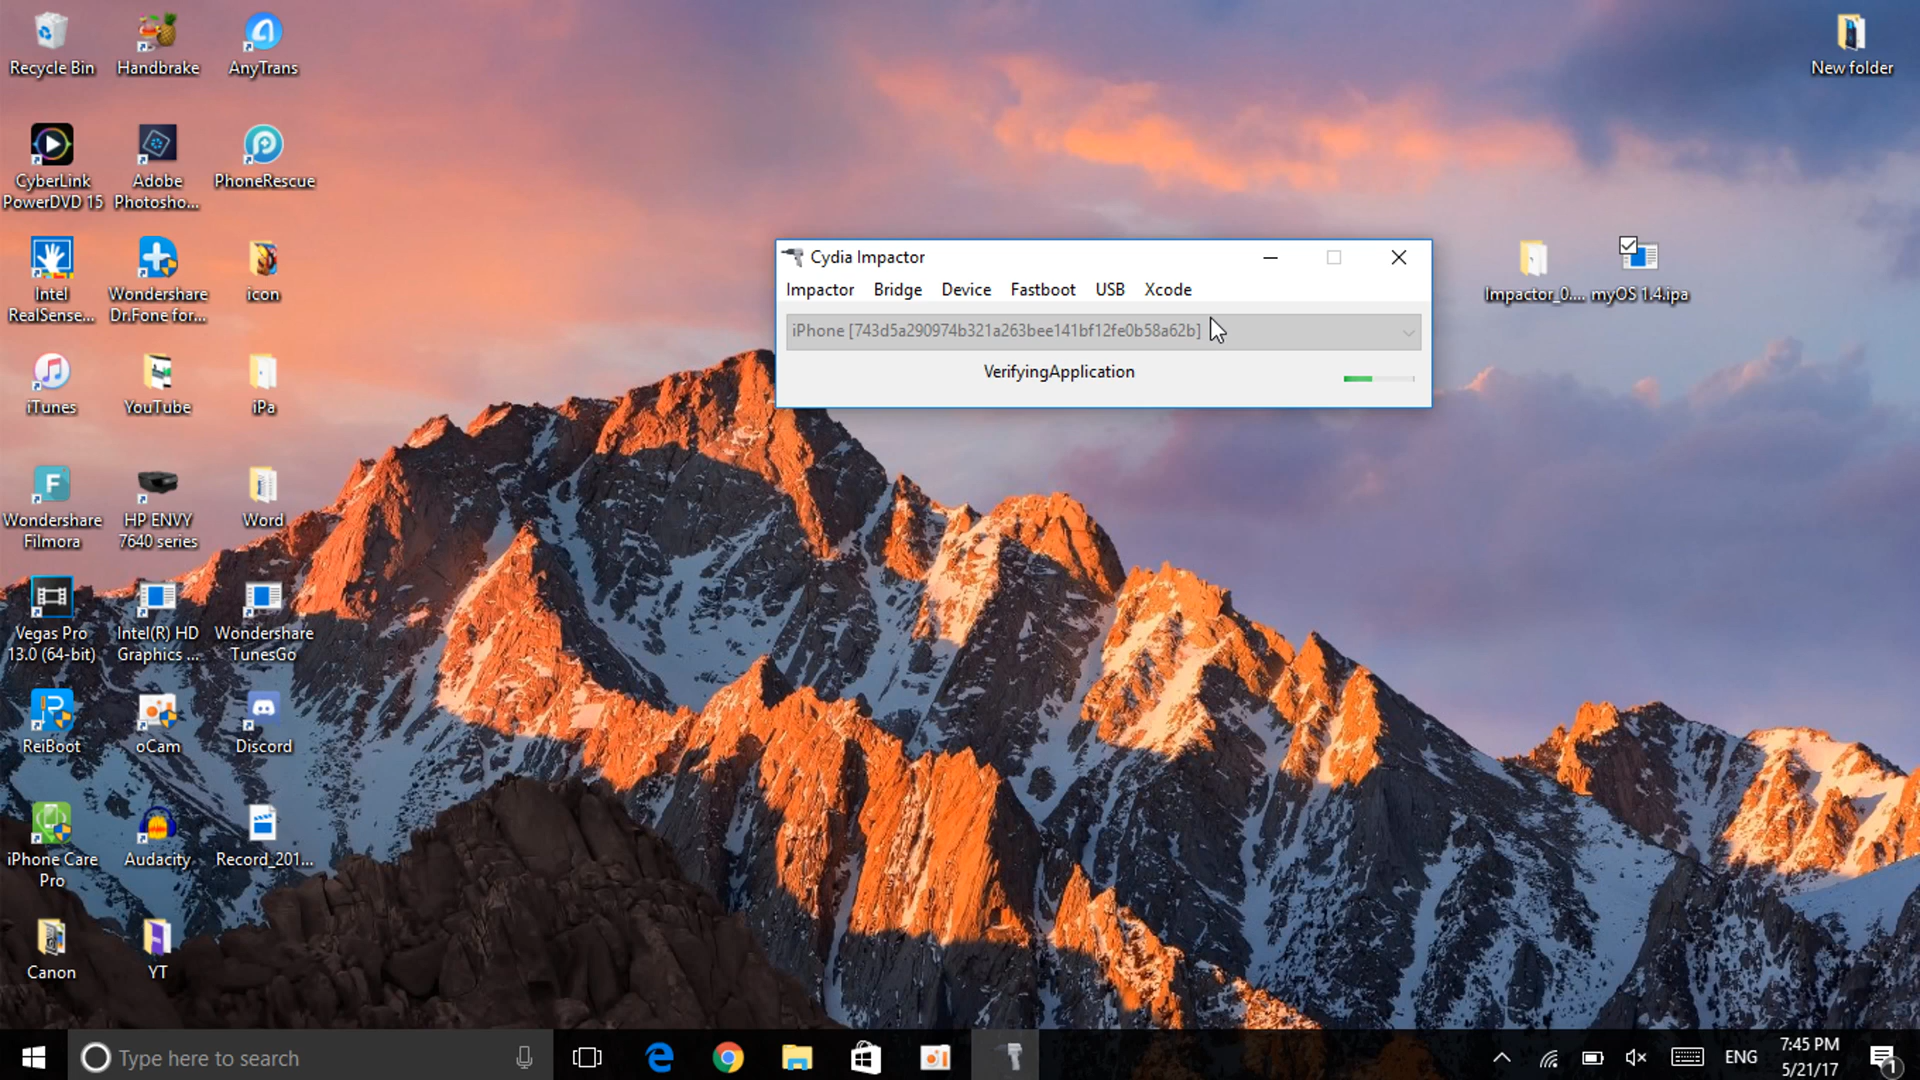 Recycle Bin
Handbrake
AnyTrans
New folder
CyberLink
PowerDVD 15
Adobe
Photosho...
PhoneRescue
Intel
RealSense...
Wondershare
Dr.Fone for...
icon
Cydia Impactor
Impactor Bridge Device Fastboot USB Xcode
iPhone [743d5a290974b321a263bee141bf12fe0b58a62b]
VerifyingApplication
Impactor_0....
myOS 1.4.ipa
iTunes
YouTube
iPa
Wondershare
Filmora
HP ENVY
7640 series
Word
Vegas Pro
13.0 (64-bit)
Intel(R) HD
Graphics ...
Wondershare
TunesGo
ReiBoot
oCam
Discord
iPhone Care
Pro
Audacity
Record_201...
Canon
YT
Type here to search
ENG
7:45 PM
5/21/17
1